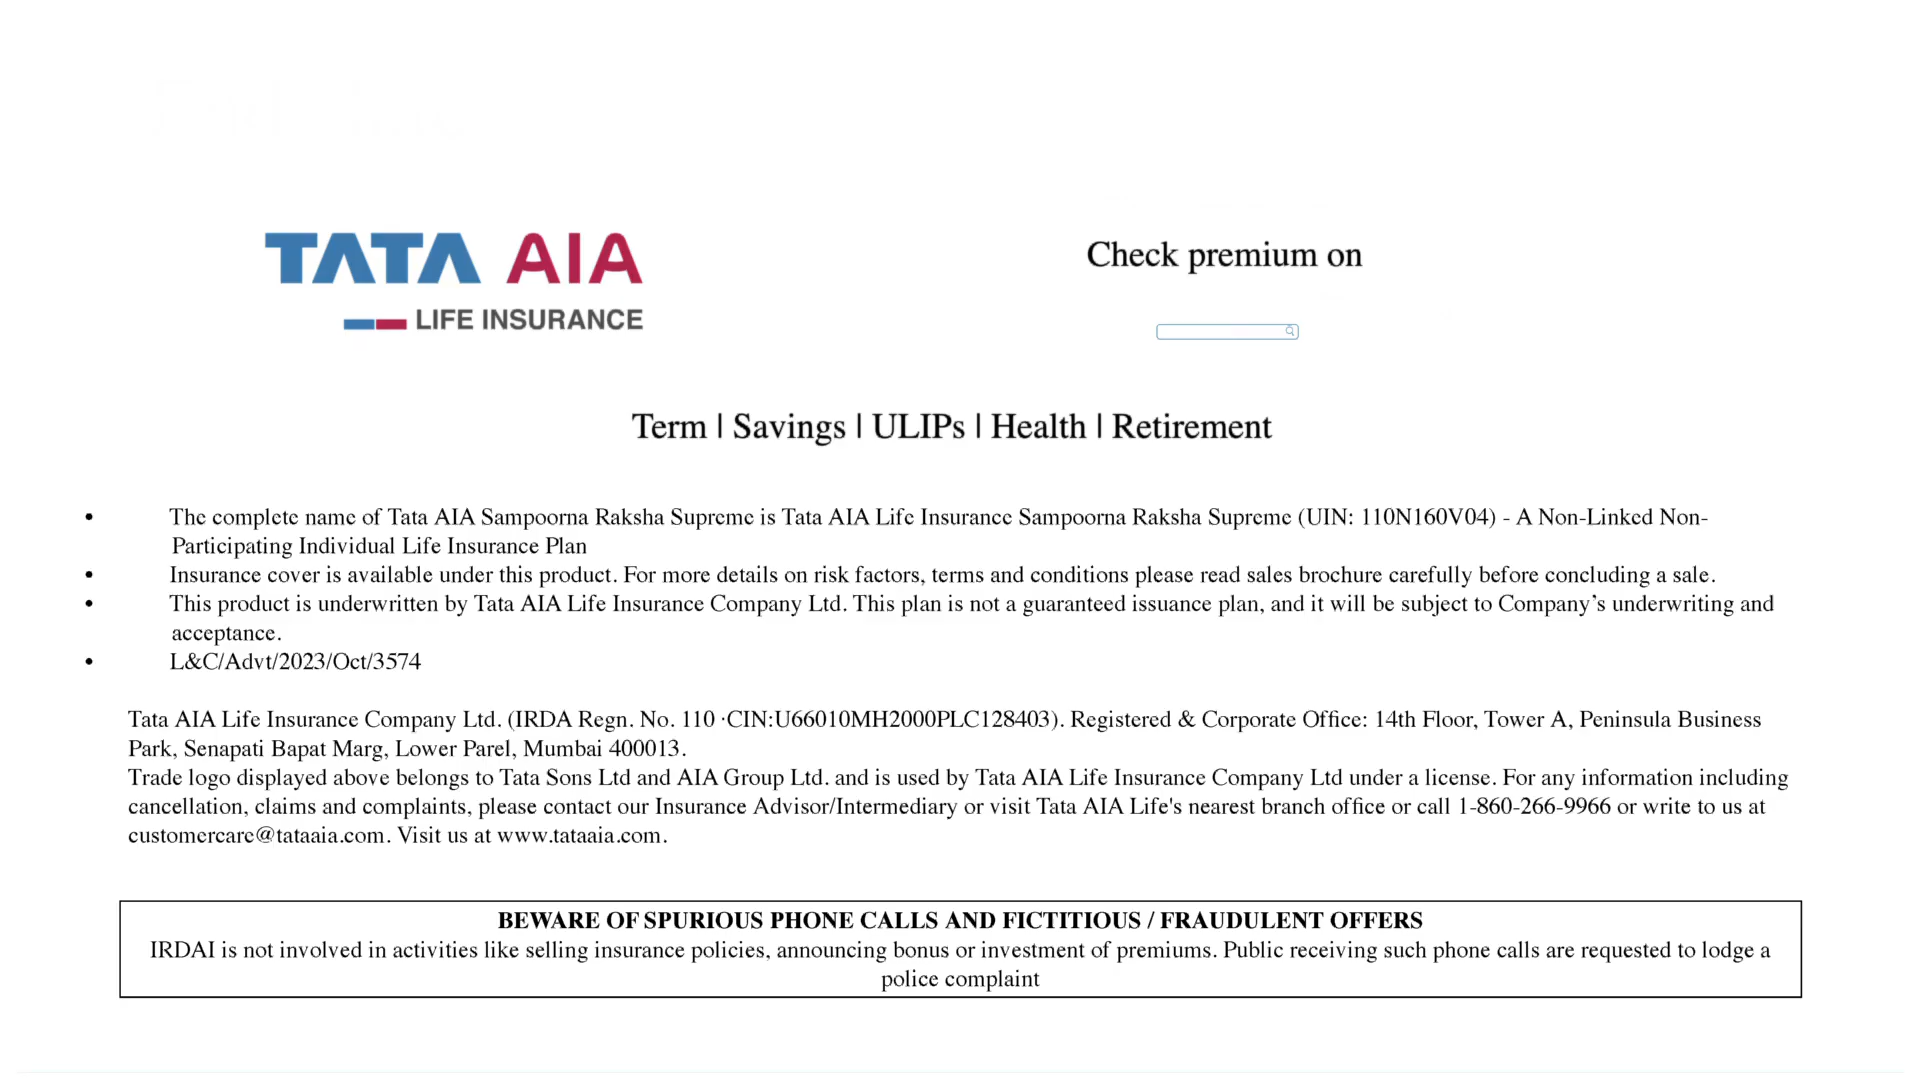 TATA AIA
LIFE INSURANCE
Check premium on
Term | Savings | ULIPs | Health | Retirement
• The complete name of Tata AIA Sampoorna Raksha Supreme is Tata AIA Life Insurance Sampoorna Raksha Supreme (UIN: 110N160V04) - A Non-Linked Non-
Participating Individual Life Insurance Plan
• Insurance cover is available under this product. For more details on risk factors, terms and conditions please read sales brochure carefully before concluding a sale.
• This product is underwritten by Tata AIA Life Insurance Company Ltd. This plan is not a guaranteed issuance plan, and it will be subject to Company’s underwriting and
acceptance.
• L&C/Advt/2023/Oct/3574
Tata AIA Life Insurance Company Ltd. (IRDA Regn. No. 110 ·CIN:U66010MH2000PLC128403). Registered & Corporate Office: 14th Floor, Tower A, Peninsula Business
Park, Senapati Bapat Marg, Lower Parel, Mumbai 400013.
Trade logo displayed above belongs to Tata Sons Ltd and AIA Group Ltd. and is used by Tata AIA Life Insurance Company Ltd under a license. For any information including
cancellation, claims and complaints, please contact our Insurance Advisor/Intermediary or visit Tata AIA Life's nearest branch office or call 1-860-266-9966 or write to us at
customercare@tataaia.com. Visit us at www.tataaia.com.
BEWARE OF SPURIOUS PHONE CALLS AND FICTITIOUS / FRAUDULENT OFFERS
IRDAI is not involved in activities like selling insurance policies, announcing bonus or investment of premiums. Public receiving such phone calls are requested to lodge a
police complaint